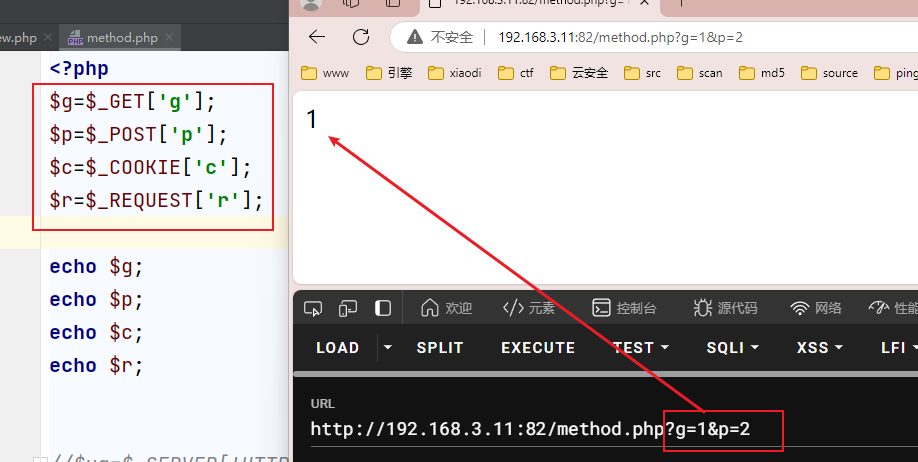 ew.php
method.php
<?php
$g=$_GET['g'];
$p=$_POST['p'];
$c=$_COOKIE['c'];
$r=$_REQUEST['r'];
echo $g;
echo $p;
echo $c;
echo $r;
192.168.3.11:82/method.php?g=1
不安全
192.168.3.11:82/method.php?g=1&p=2
www
引擎
xiaodi
ctf
云安全
src
scan
md5
source
ping
1
欢迎
元素
控制台
源代码
网络
性能
LOAD
SPLIT
EXECUTE
TEST
SQLI
XSS
LFI
URL
http://192.168.3.11:82/method.php?g=1&p=2